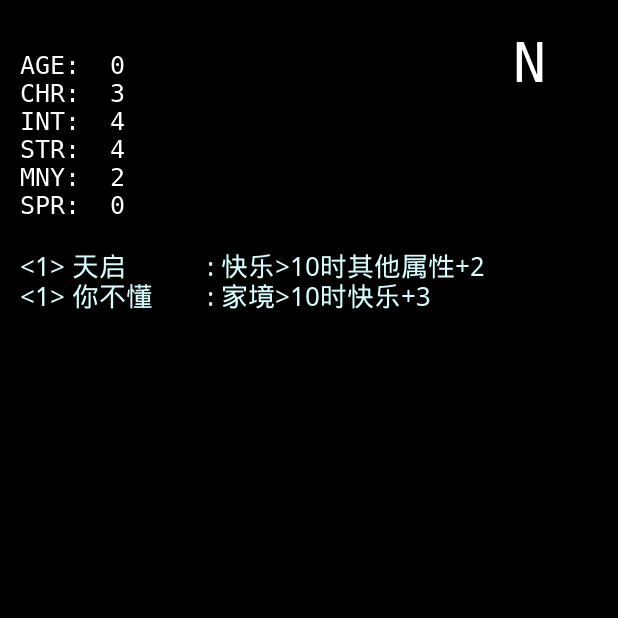 N
AGE: 0
CHR: 3
INT: 4
STR: 4
MNY: 2
SPR: 0
<1> 天启 : 快乐>10时其他属性+2
<1> 你不懂 : 家境>10时快乐+3